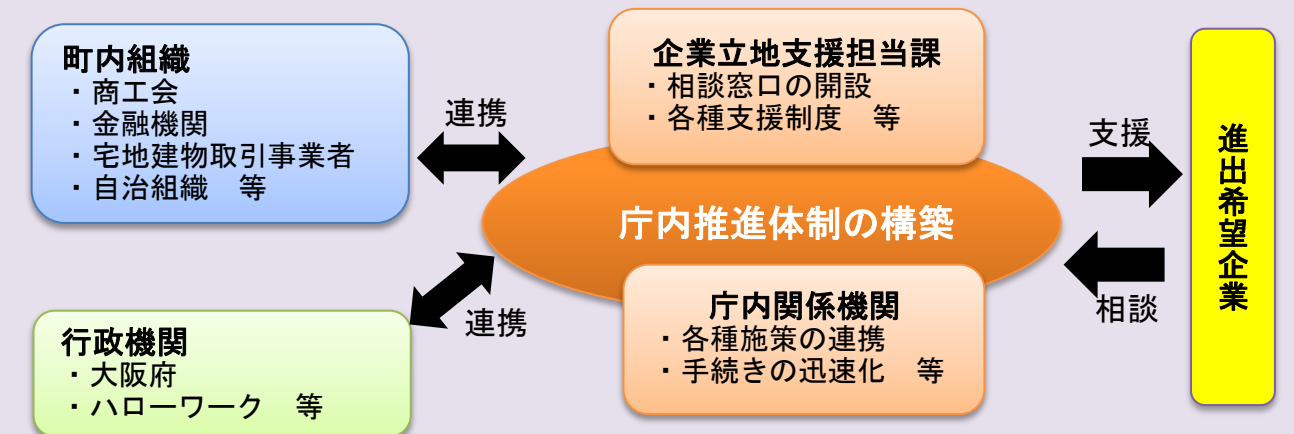 町内組織
・商工会
・金融機関
・宅地建物取引事業者
・自治組織　等
連携
企業立地支援担当課
・相談窓口の開設
・各種支援制度　等
庁内推進体制の構築
庁内関係機関
・各種施策の連携
・手続きの迅速化　等
行政機関
・大阪府
・ハローワーク　等
連携
支援
相談
進出希望企業